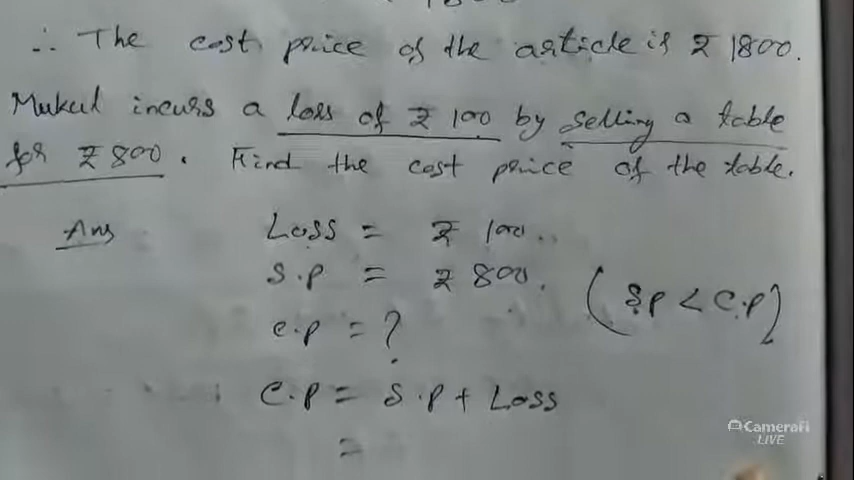 ∴ The cost price of the article is ₹ 1800.
Mukul incurs a loss of ₹ 100 by selling a table
for ₹ 800. Find the cost price of the table.
Ans
Loss = ₹ 100.
S.P = ₹ 800. (S.P < C.P)
C.P = ?
C.P = S.P + Loss
=
CameraFi
LIVE